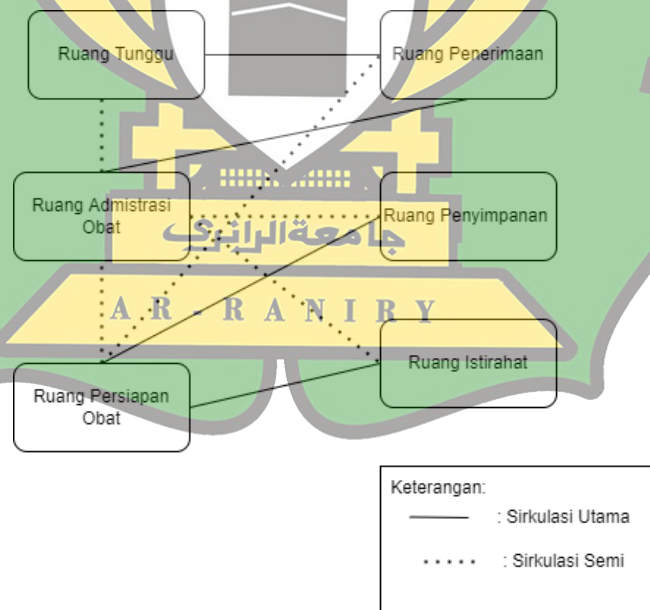 Ruang Tunggu
Ruang Penerimaan
Ruang Admistrasi
Obat
Ruang Penyimpanan
جامعة الرانري
AR-RANIRY
Ruang Istirahat
Ruang Persiapan
Obat
Keterangan:
: Sirkulasi Utama
: Sirkulasi Semi